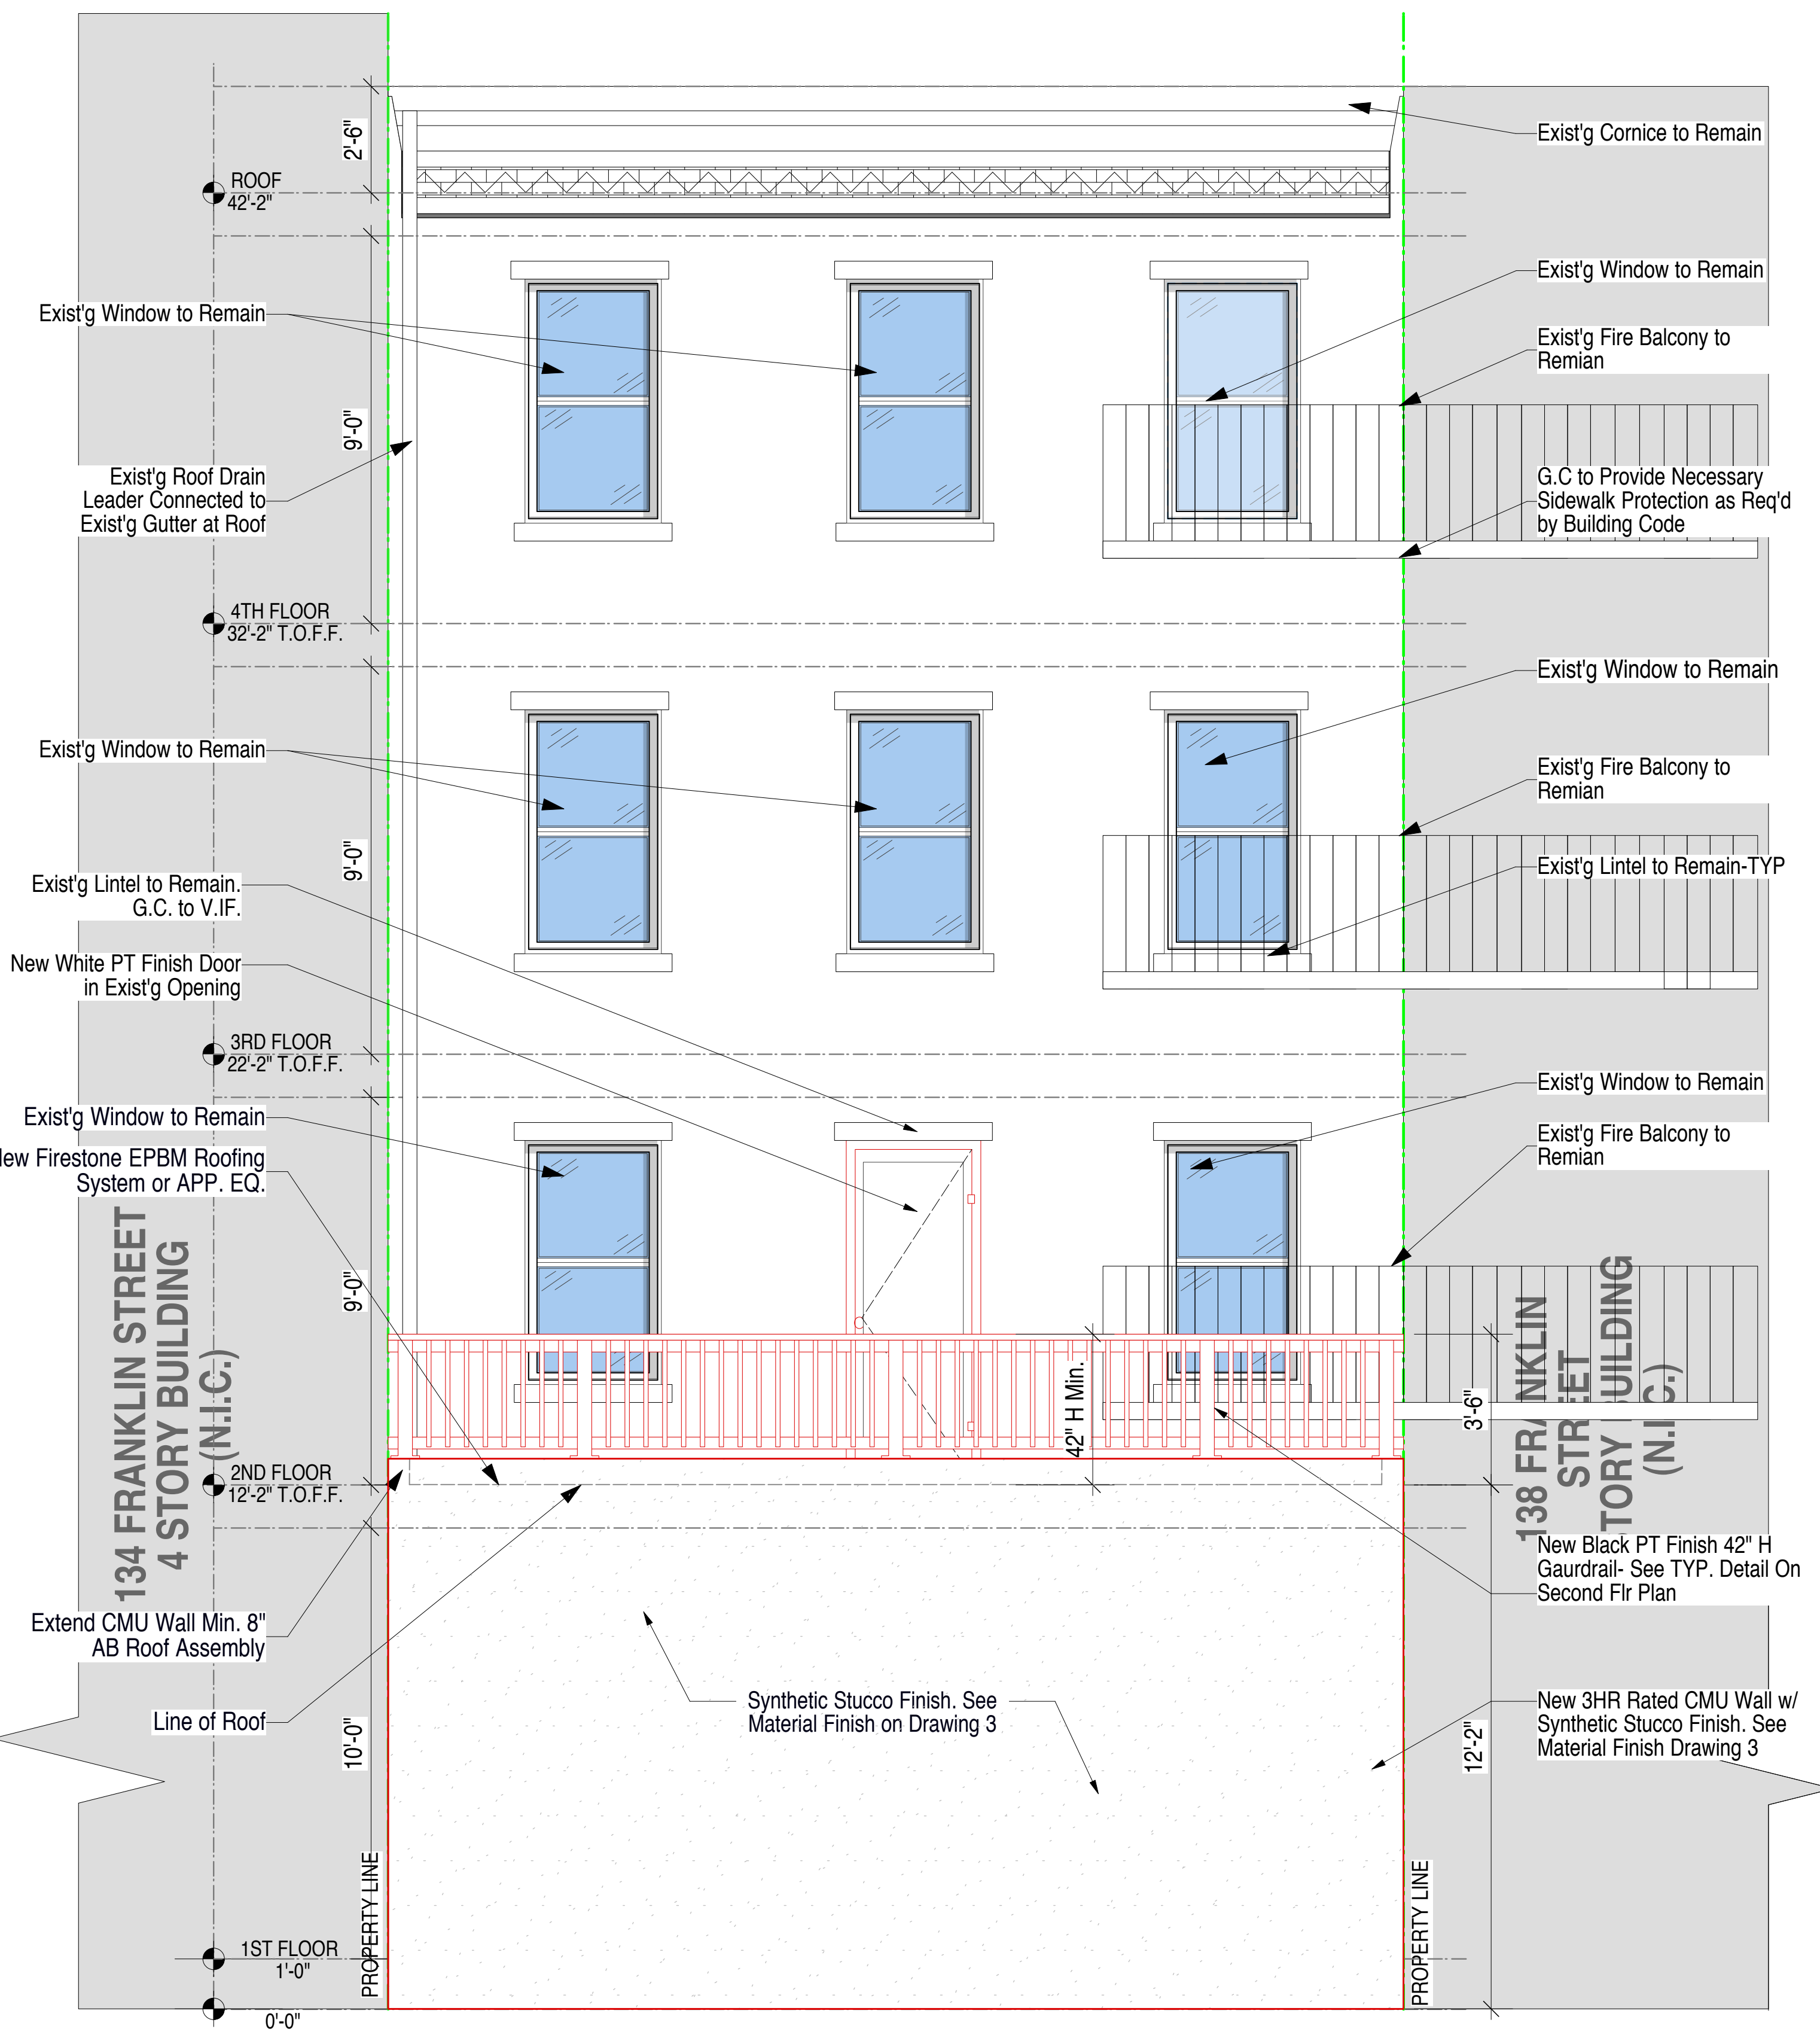 Exist'g Cornice to Remain
2'-6"
ROOF
42'-2"
Exist'g Window to Remain
Exist'g Window to Remain
Exist'g Fire Balcony to
Remian
9'-0"
Exist'g Roof Drain
Leader Connected to
Exist'g Gutter at Roof
G.C to Provide Necessary
Sidewalk Protection as Req'd
by Building Code
4TH FLOOR
32'-2" T.O.F.F.
Exist'g Window to Remain
Exist'g Window to Remain
Exist'g Fire Balcony to
Remian
9'-0"
Exist'g Lintel to Remain-TYP
Exist'g Lintel to Remain.
G.C. to V.IF.
New White PT Finish Door
in Exist'g Opening
3RD FLOOR
22'-2" T.O.F.F.
Exist'g Window to Remain
Exist'g Window to Remain
Exist'g Fire Balcony to
Remian
Firestone EPBM Roofing
System or APP. EQ.
134 FRANKLIN STREET
4 STORY BUILDING
(N.I.C.)
9'-0"
42" H Min.
3'-6"
138 FRANKLIN
STREET
STORY BUILDING
(N.I.C.)
2ND FLOOR
12'-2" T.O.F.F.
New Black PT Finish 42" H
Gaurdrail- See TYP. Detail On
Second Flr Plan
Extend CMU Wall Min. 8"
AB Roof Assembly
Line of Roof
10'-0"
Synthetic Stucco Finish. See
Material Finish on Drawing 3
New 3HR Rated CMU Wall w/
Synthetic Stucco Finish. See
Material Finish Drawing 3
12'-2"
PROPERTY LINE
PROPERTY LINE
1ST FLOOR
1'-0"
0'-0"